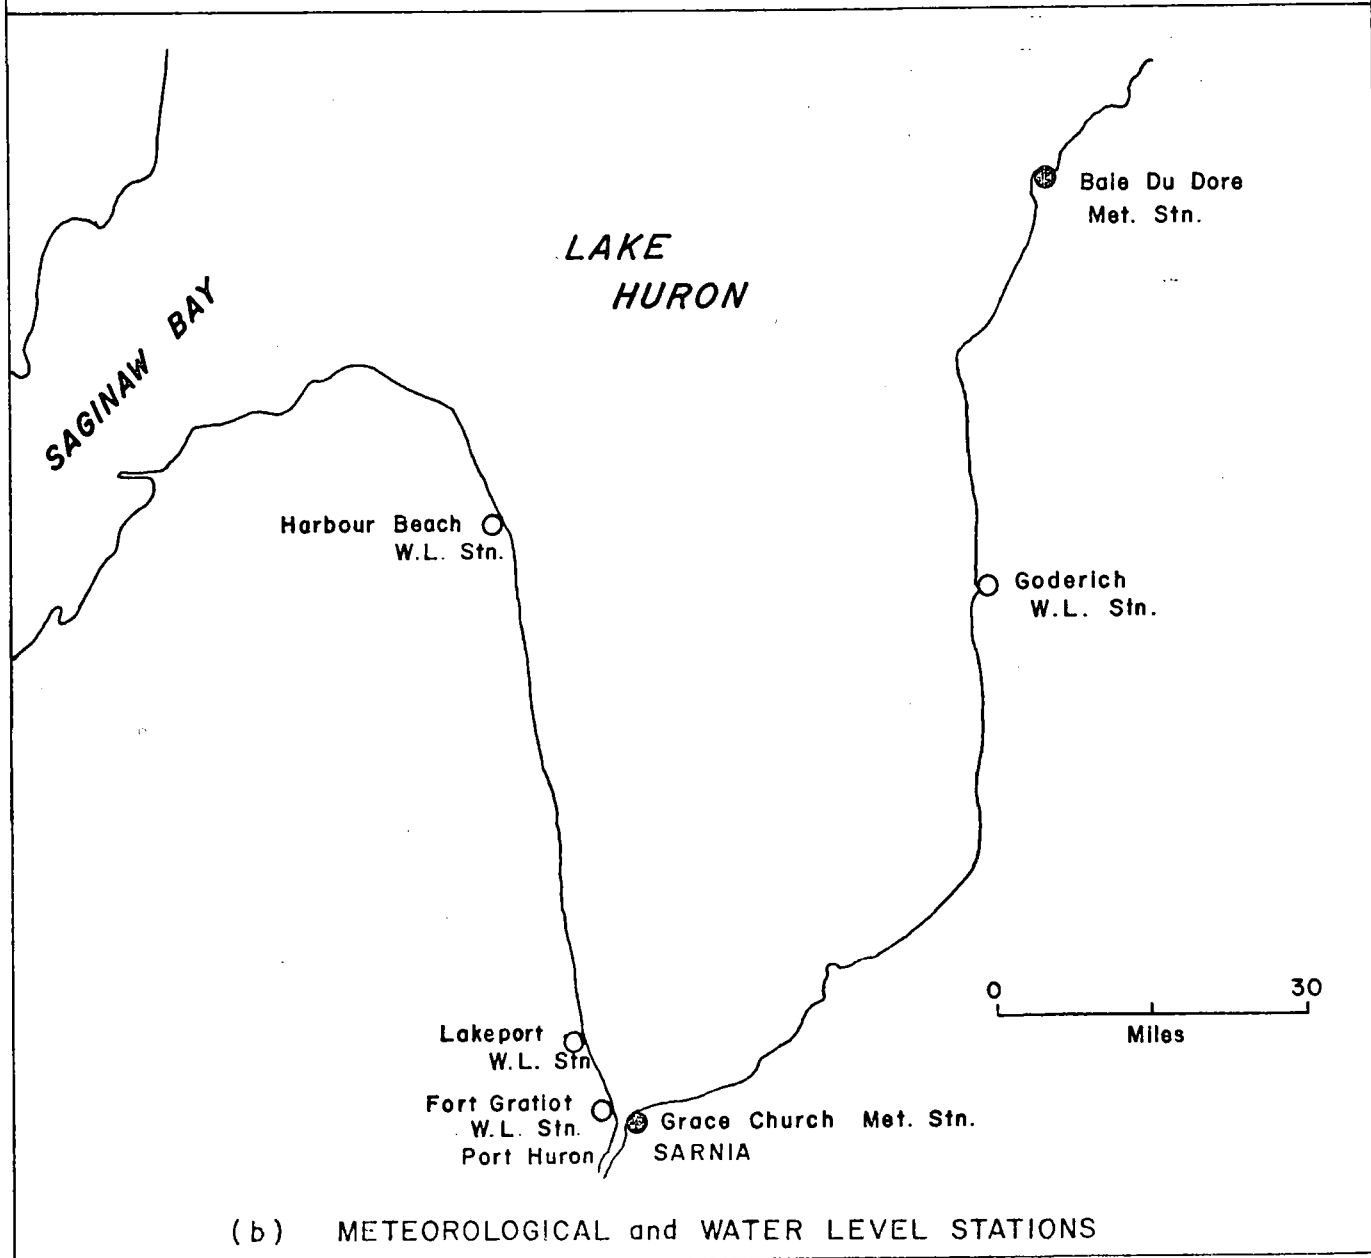 Baie Du Dore
Met. Stn.
LAKE
HURON
SAGINAW BAY
Harbour Beach
W.L. Stn.
Goderich
W.L. Stn.
0 30
Miles
Lakeport
W.L. Stn
Fort Gratiot
W.L. Stn.
Port Huron
Grace Church Met. Stn.
SARNIA
(b) METEOROLOGICAL and WATER LEVEL STATIONS